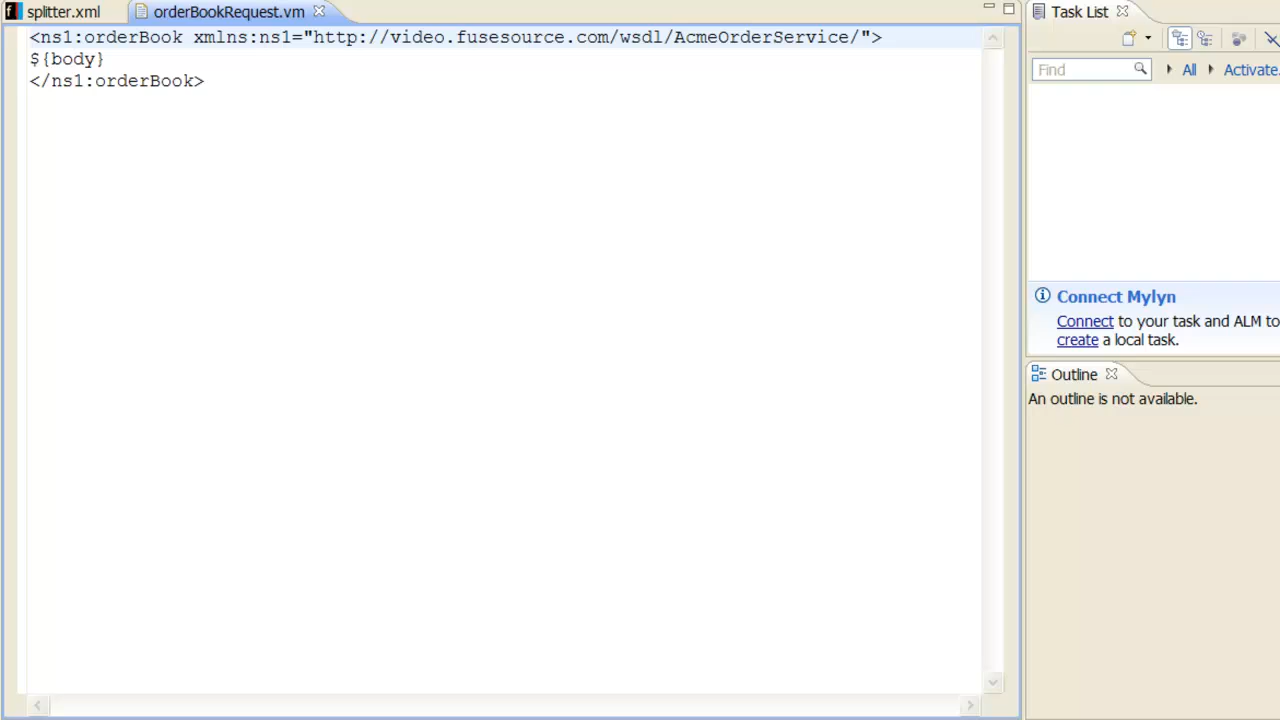 splitter.xml
orderBookRequest.vm
<ns1:orderBook xmlns:ns1="http://video.fusesource.com/wsdl/AcmeOrderService/">
${body}
</ns1:orderBook>
Task List
Find
All
Activate.
Connect Mylyn
Connect to your task and ALM to
create a local task.
Outline
An outline is not available.